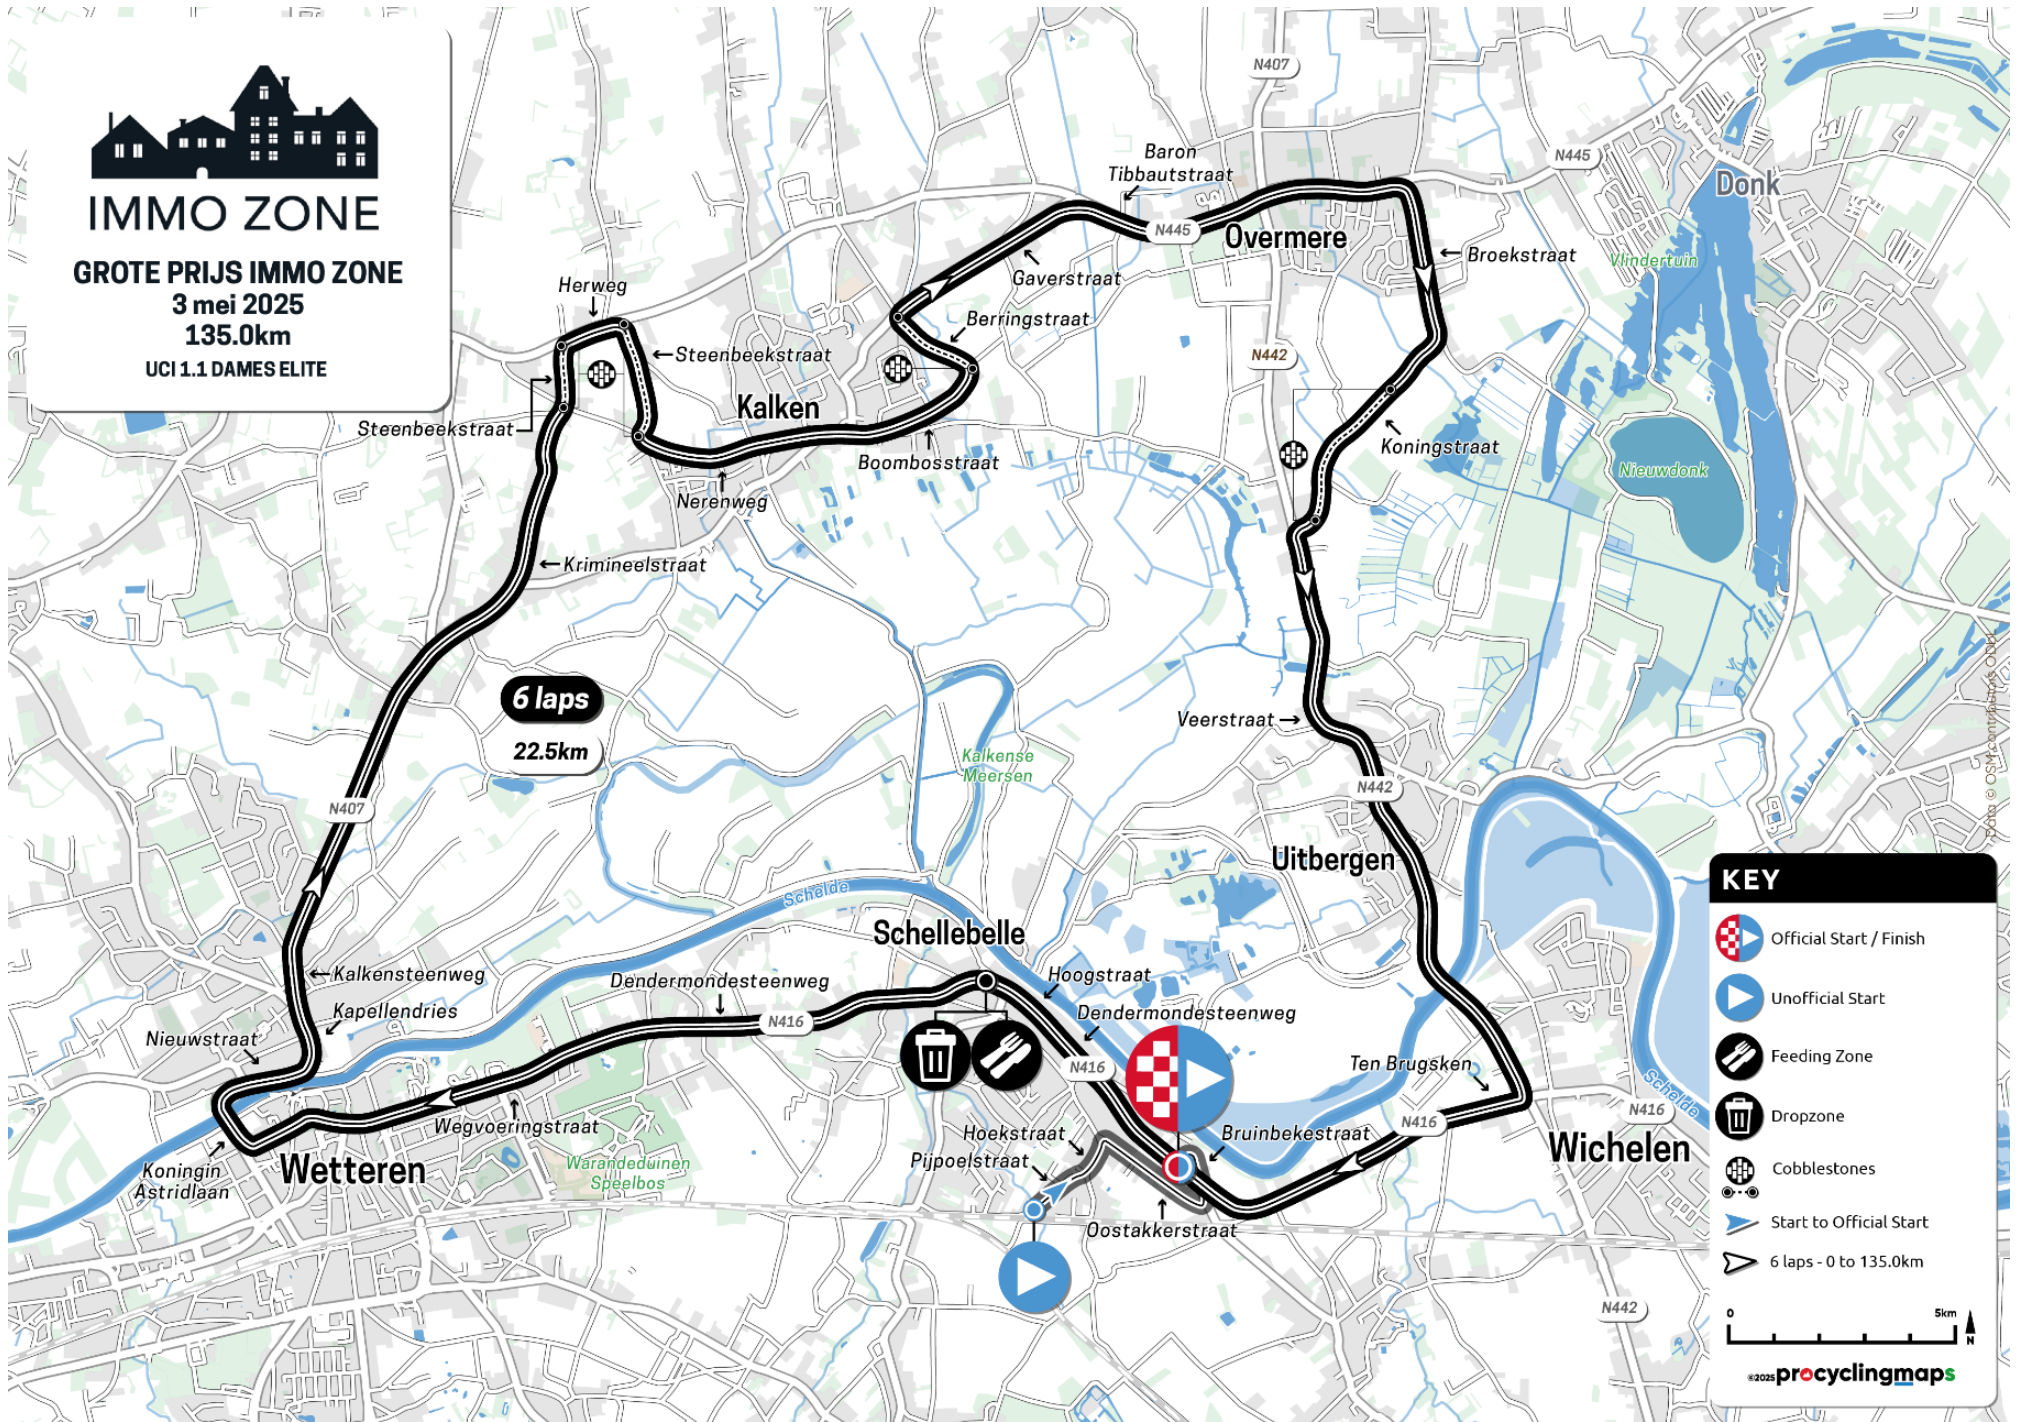 IMMO ZONE
GROTE PRIJS IMMO ZONE
3 mei 2025
135.0km
UCI 1.1 DAMES ELITE
N407
N445
Donk
Baron
Tibbautstraat
N445
Overmere
Broekstraat
Vlindertuin
Gaverstraat
Herweg
Berringstraat
Steenbeekstraat
N442
Kalken
Steenbeekstraat
Koningstraat
Boombosstraat
Nieuwdonk
Nerenweg
Krimineelstraat
6 laps
22.5km
Veerstraat
Kalkense
Meersen
N442
N407
Uitbergen
Schelde
Schellebelle
Kalkensteenweg
Dendermondesteenweg
Hoogstraat
Kapellendries
Dendermondesteenweg
N416
Nieuwstraat
N416
Ten Brugsken
Schelde
N416
N416
Wegvoeringstraat
Hoekstraat
Bruinbekestraat
Wichelen
Pijpoelstraat
Koningin
Astridlaan
Wetteren
Warandeduinen
Speelbos
Oostakkerstraat
N442
Data © OSM contributors ODbL
KEY
Official Start / Finish
Unofficial Start
Feeding Zone
Dropzone
Cobblestones
Start to Official Start
6 laps - 0 to 135.0km
0 5km
N
©2025 procyclingmaps